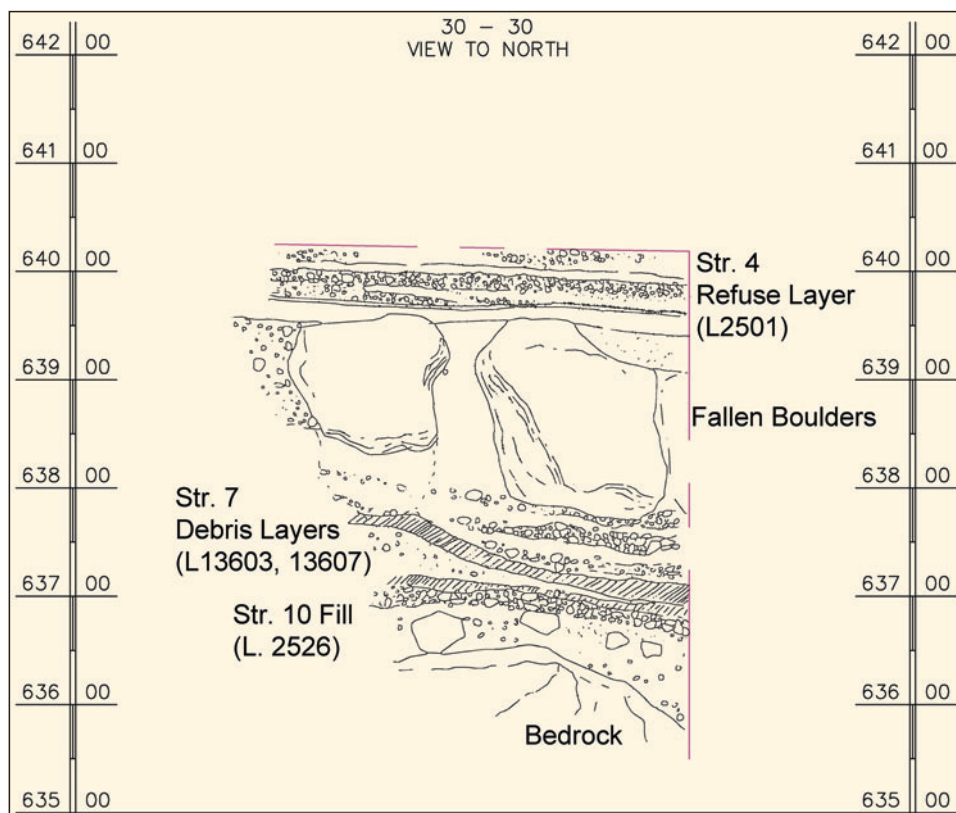 30 – 30
VIEW TO NORTH
642 00
642 00
641 00
641 00
640 00
640 00
Str. 4
Refuse Layer
(L2501)
639 00
639 00
Fallen Boulders
638 00
638 00
Str. 7
Debris Layers
(L13603, 13607)
637 00
637 00
Str. 10 Fill
(L. 2526)
636 00
636 00
Bedrock
635 00
635 00